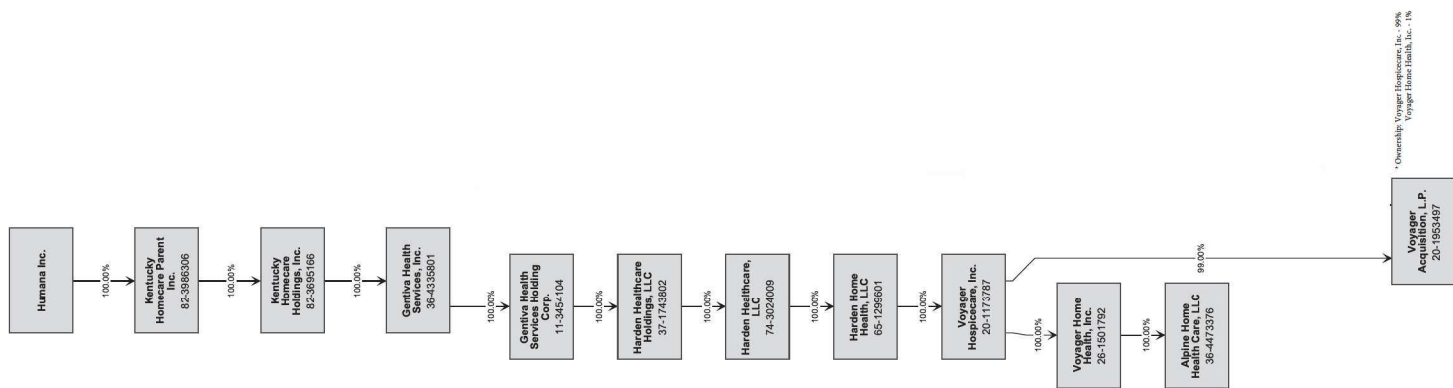 Humana Inc.
100.00%
Kentucky
Homecare Parent
Inc.
82-3986306
100.00%
Kentucky
Homecare
Holdings, Inc.
82-3695166
100.00%
Gentiva Health
Services, Inc.
36-4335801
100.00%
Gentiva Health
Services Holding
Corp.
11-3454104
100.00%
Harden Healthcare
Holdings, LLC
37-1743802
100.00%
Harden Healthcare,
LLC
74-3024009
100.00%
Harden Home
Health, LLC
65-1299601
100.00%
Voyager
Hospicecare, Inc.
20-1173787
100.00%
Voyager Home
Health, Inc.
26-1501792
100.00%
Alpine Home
Health Care, LLC
36-4473376
99.00%
*
Voyager
Acquisition, L.P.
20-1953497
* Ownership: Voyager Hospicecare, Inc. - 99%
Voyager Home Health, Inc. - 1%